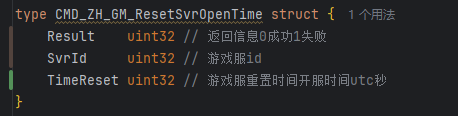 type CMD_ZH_GM_ResetSvrOpenTime struct { 1个用法
Result uint32 // 返回信息0成功1失败
SvrId uint32 // 游戏服id
TimeReset uint32 // 游戏服重置时间开服时间utc秒
}